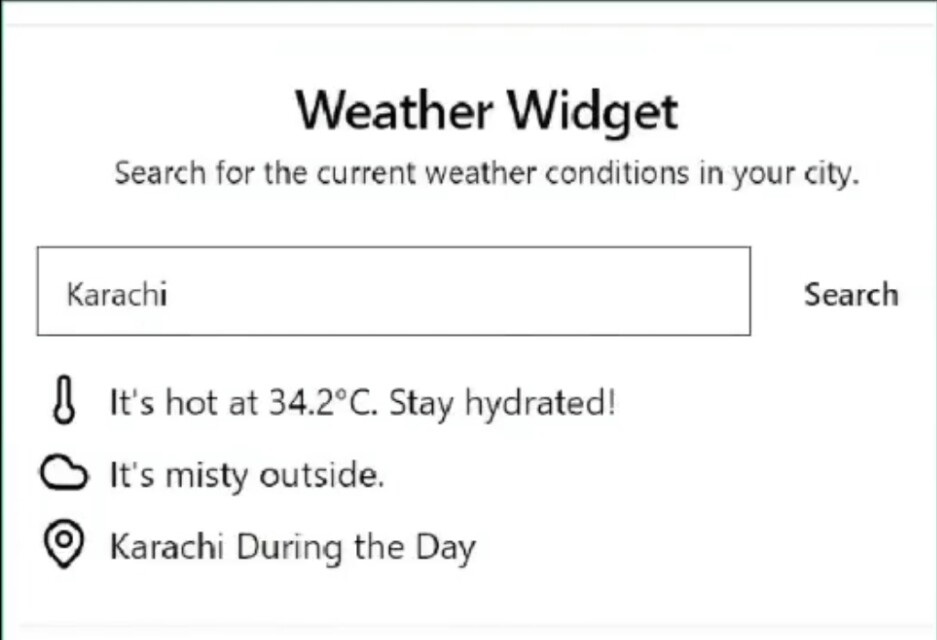 Weather Widget
Search for the current weather conditions in your city.
Karachi
Search
It's hot at 34.2°C. Stay hydrated!
It's misty outside.
Karachi During the Day